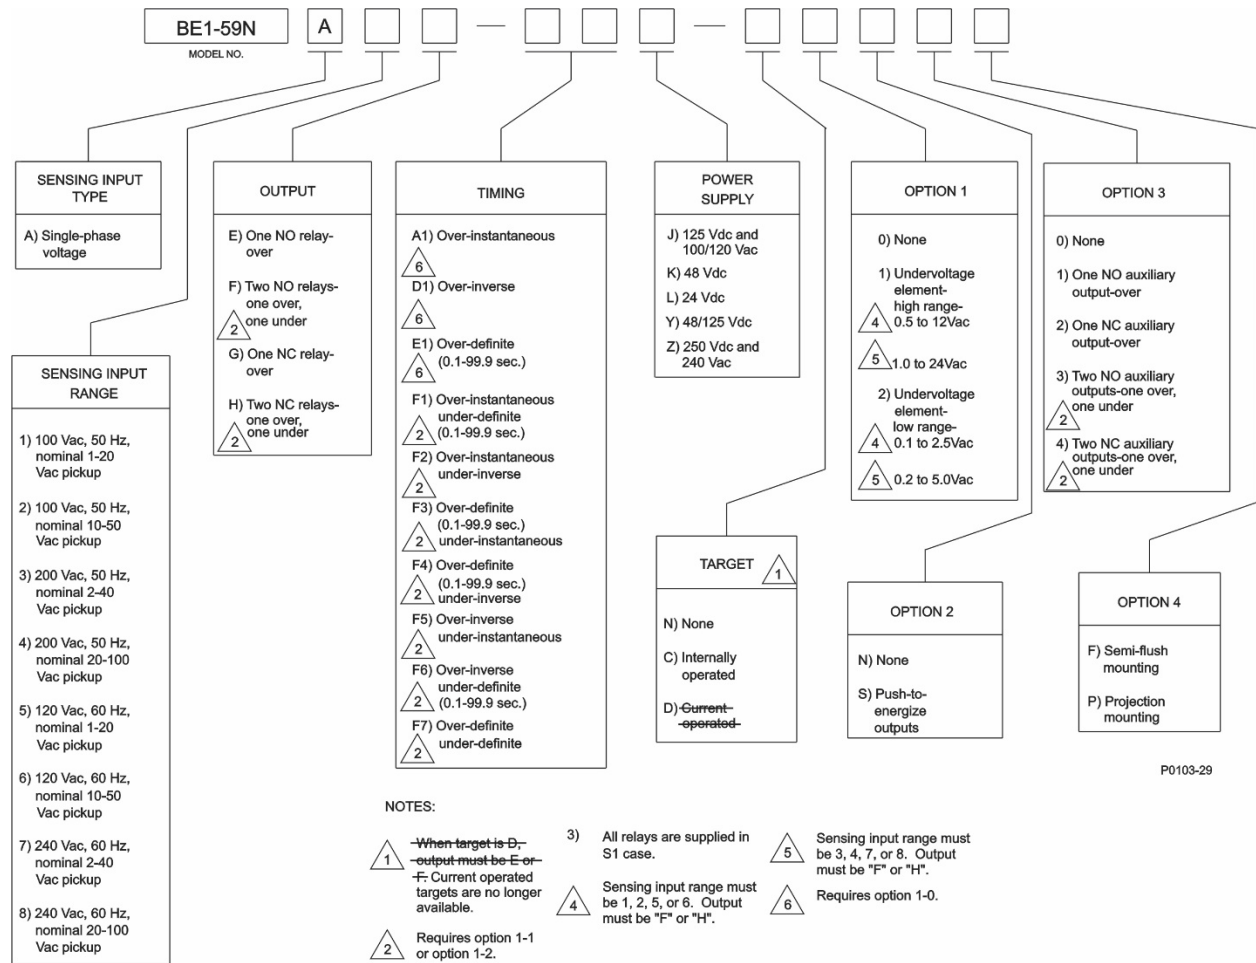 BE1-59N A
MODEL NO.
SENSING INPUT
TYPE
A) Single-phase
voltage
SENSING INPUT
RANGE
1) 100 Vac, 50 Hz,
nominal 1-20
Vac pickup
2) 100 Vac, 50 Hz,
nominal 10-50
Vac pickup
3) 200 Vac, 50 Hz,
nominal 2-40
Vac pickup
4) 200 Vac, 50 Hz,
nominal 20-100
Vac pickup
5) 120 Vac, 60 Hz,
nominal 1-20
Vac pickup
6) 120 Vac, 60 Hz,
nominal 10-50
Vac pickup
7) 240 Vac, 60 Hz,
nominal 2-40
Vac pickup
8) 240 Vac, 60 Hz,
nominal 20-100
Vac pickup
OUTPUT
E) One NO relay-
over
F) Two NO relays-
one over,
2 one under
G) One NC relay-
over
H) Two NC relays-
one over,
2 one under
TIMING
A1) Over-instantaneous
6
D1) Over-inverse
6
E1) Over-definite
6 (0.1-99.9 sec.)
F1) Over-instantaneous
under-definite
2 (0.1-99.9 sec.)
F2) Over-instantaneous
2 under-inverse
F3) Over-definite
(0.1-99.9 sec.)
2 under-instantaneous
F4) Over-definite
(0.1-99.9 sec.)
2 under-inverse
F5) Over-inverse
under-instantaneous
2
F6) Over-inverse
under-definite
2 (0.1-99.9 sec.)
F7) Over-definite
2 under-definite
POWER
SUPPLY
J) 125 Vdc and
100/120 Vac
K) 48 Vdc
L) 24 Vdc
Y) 48/125 Vdc
Z) 250 Vdc and
240 Vac
TARGET 1
N) None
C) Internally
operated
D) Current
operated
OPTION 1
0) None
1) Undervoltage
element-
high range-
4 0.5 to 12Vac
5 1.0 to 24Vac
2) Undervoltage
element-
low range-
4 0.1 to 2.5Vac
5 0.2 to 5.0Vac
OPTION 2
N) None
S) Push-to-
energize
outputs
OPTION 3
0) None
1) One NO auxiliary
output-over
2) One NC auxiliary
output-over
3) Two NO auxiliary
outputs-one over,
one under
2
4) Two NC auxiliary
outputs-one over,
one under
2
OPTION 4
F) Semi-flush
mounting
P) Projection
mounting
P0103-29
NOTES:
1 When target is D,
output must be E or
F. Current operated
targets are no longer
available.
2 Requires option 1-1
or option 1-2.
3) All relays are supplied in
S1 case.
4 Sensing input range must
be 1, 2, 5, or 6. Output
must be "F" or "H".
5 Sensing input range must
be 3, 4, 7, or 8. Output
must be "F" or "H".
6 Requires option 1-0.